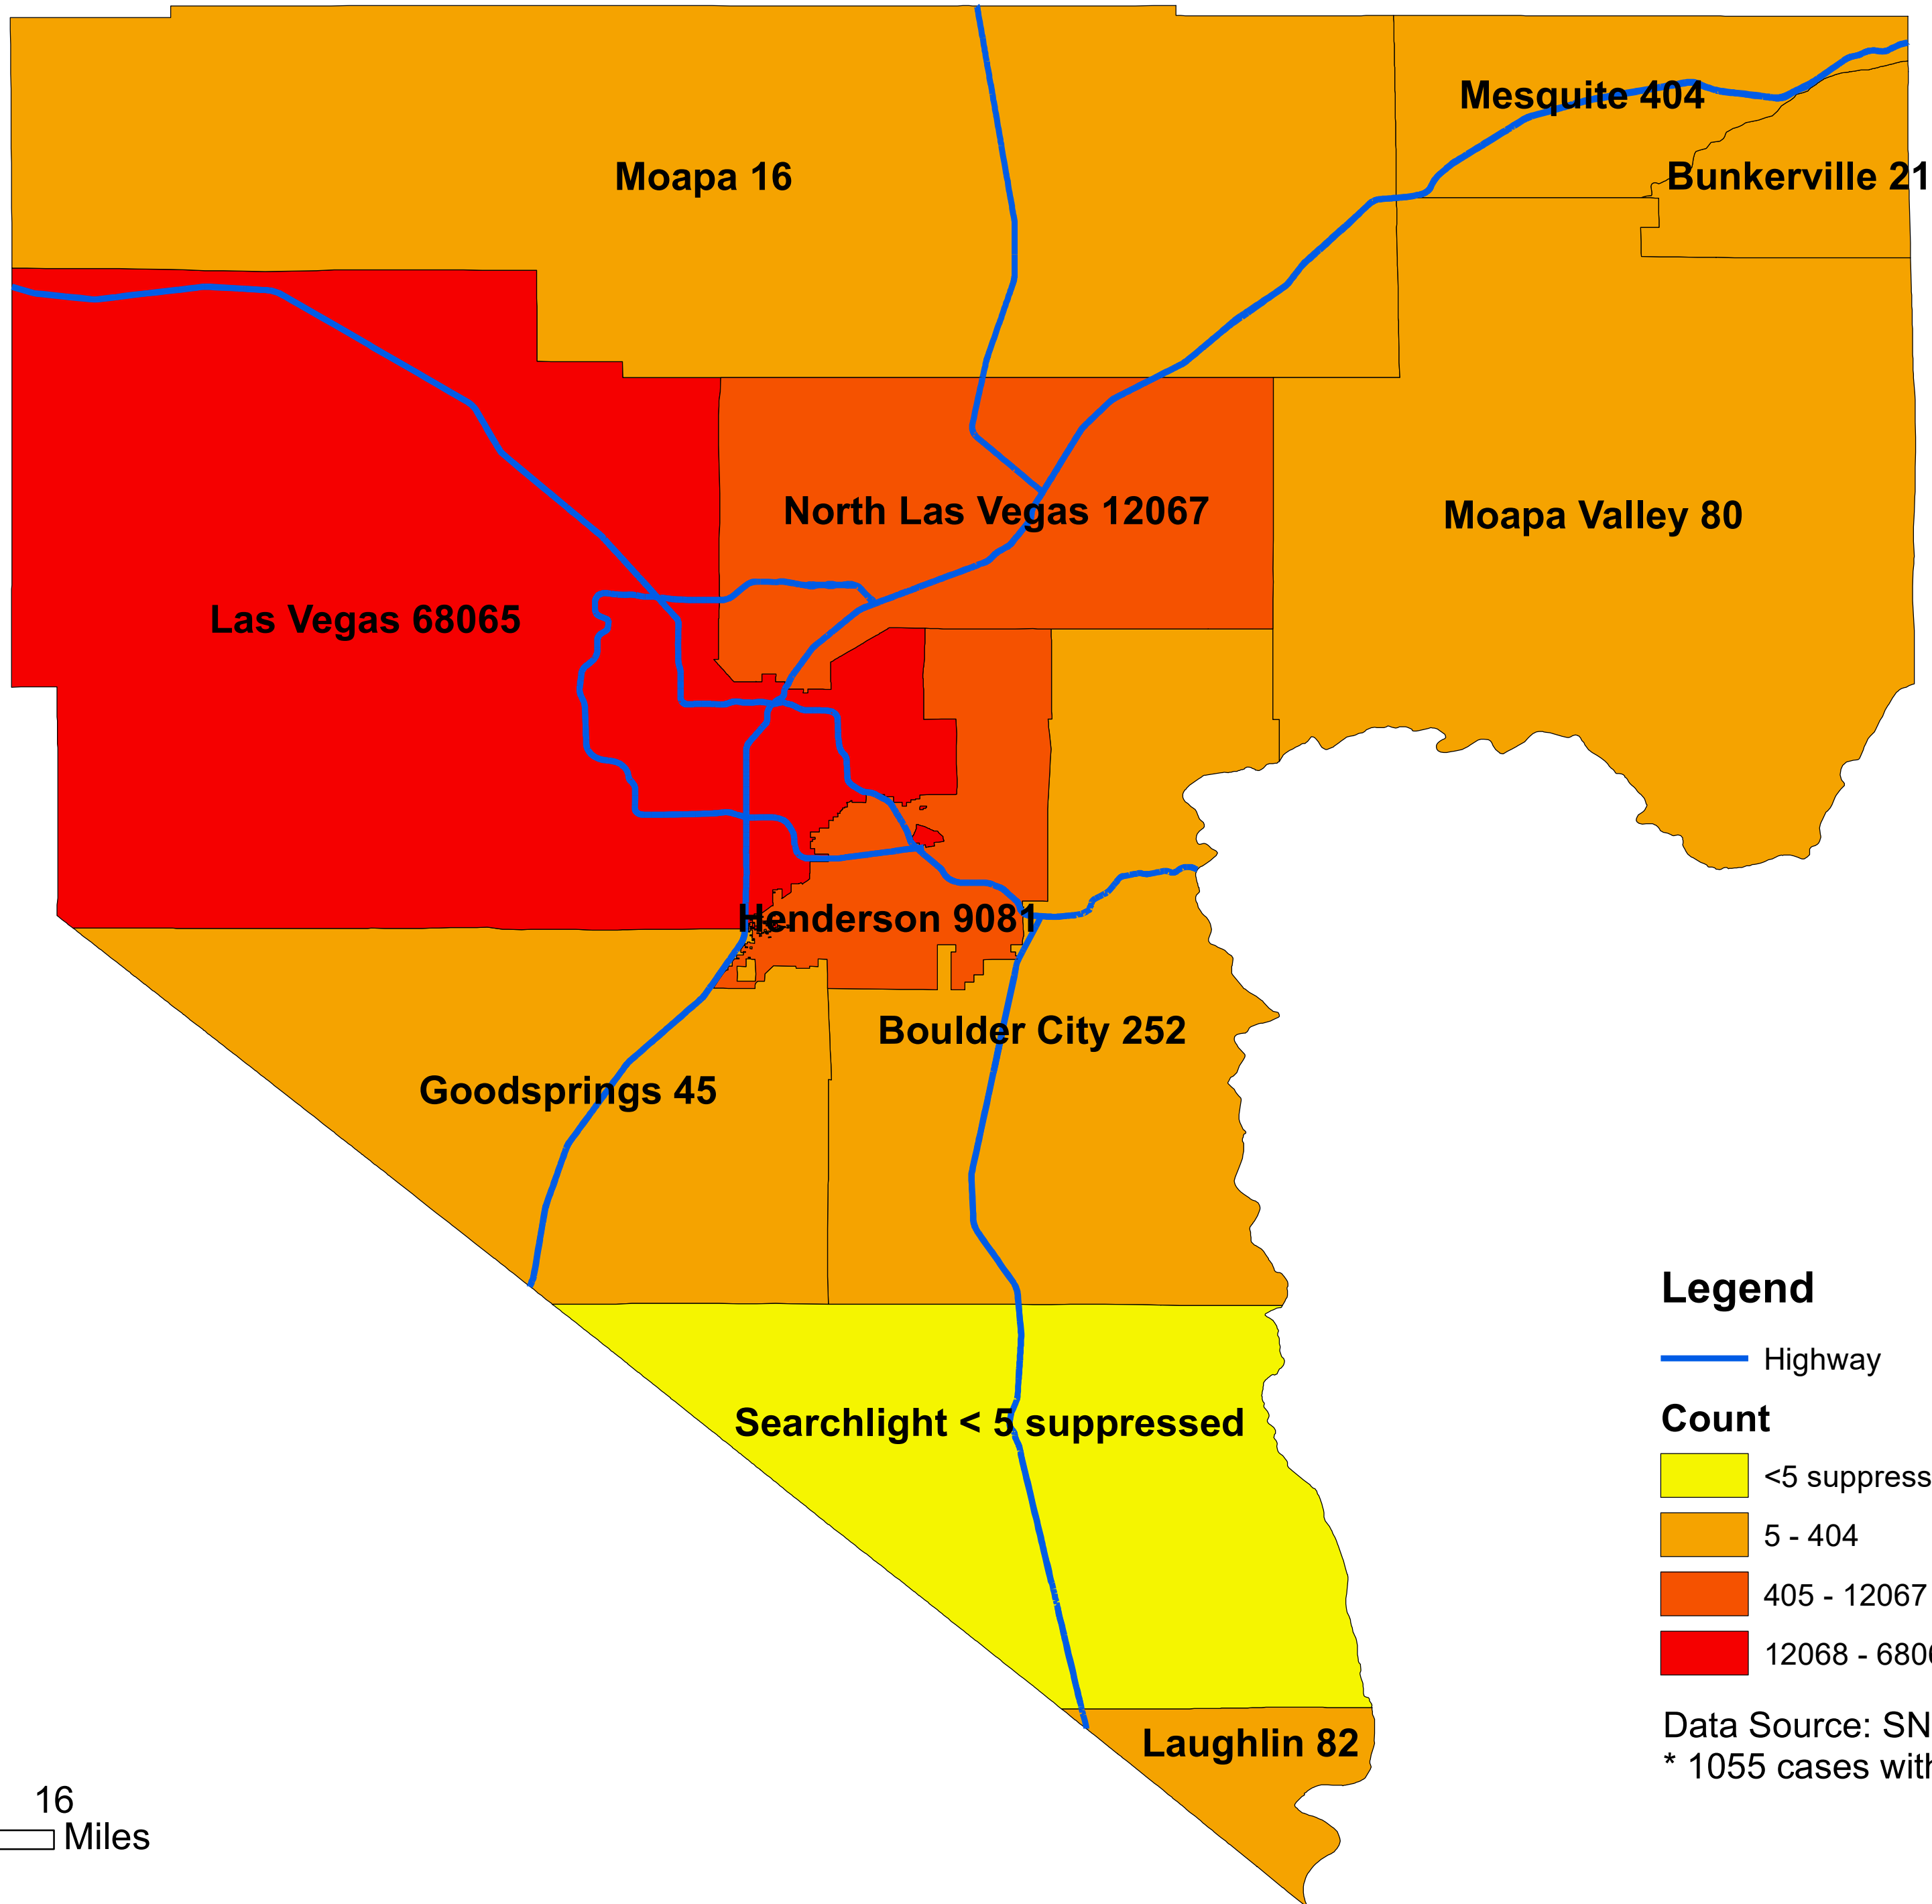 Mesquite 404
Moapa 16
Bunkerville 21
North Las Vegas 12067
Moapa Valley 80
Las Vegas 68065
Henderson 9081
Boulder City 252
Goodsprings 45
Legend
Highway
Count
Searchlight < 5 suppressed
<5 suppress
5 - 404
405 - 12067
12068 - 6806
Data Source: SN
Laughlin 82
* 1055 cases with
16
Miles